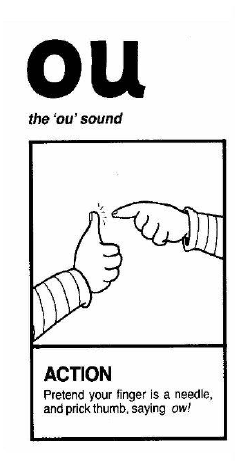 ou
the 'ou' sound
ACTION
Pretend your finger is a needle,
and prick thumb, saying ow!